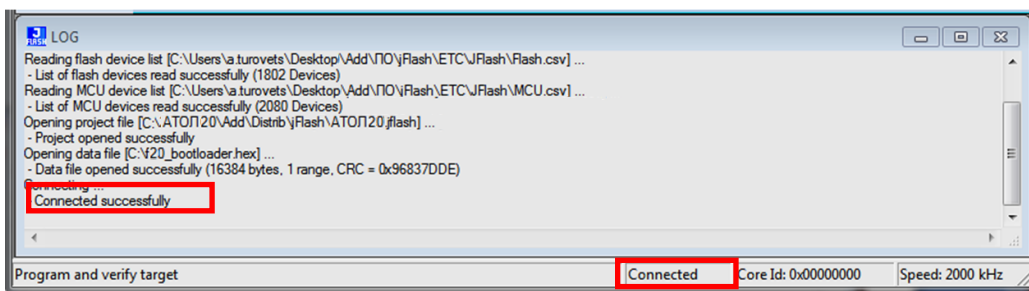 J
FLASH
LOG
Reading flash device list [C:\Users\a.turovets\Desktop\Add\ПО\jFlash\ETC\JFlash\Flash.csv] ...
- List of flash devices read successfully (1802 Devices)
Reading MCU device list [C:\Users\a.turovets\Desktop\Add\ПО\jFlash\ETC\JFlash\MCU.csv] ...
- List of MCU devices read successfully (2080 Devices)
Opening project file [C:\АТОЛ20\Add\Distrib\jFlash\АТОЛ20.jflash] ...
- Project opened successfully
Opening data file [C:\f20_bootloader.hex] ...
- Data file opened successfully (16384 bytes, 1 range, CRC = 0x96837DDE)
Connecting ...
Connected successfully
Program and verify target
Connected
Core Id: 0x00000000
Speed: 2000 kHz